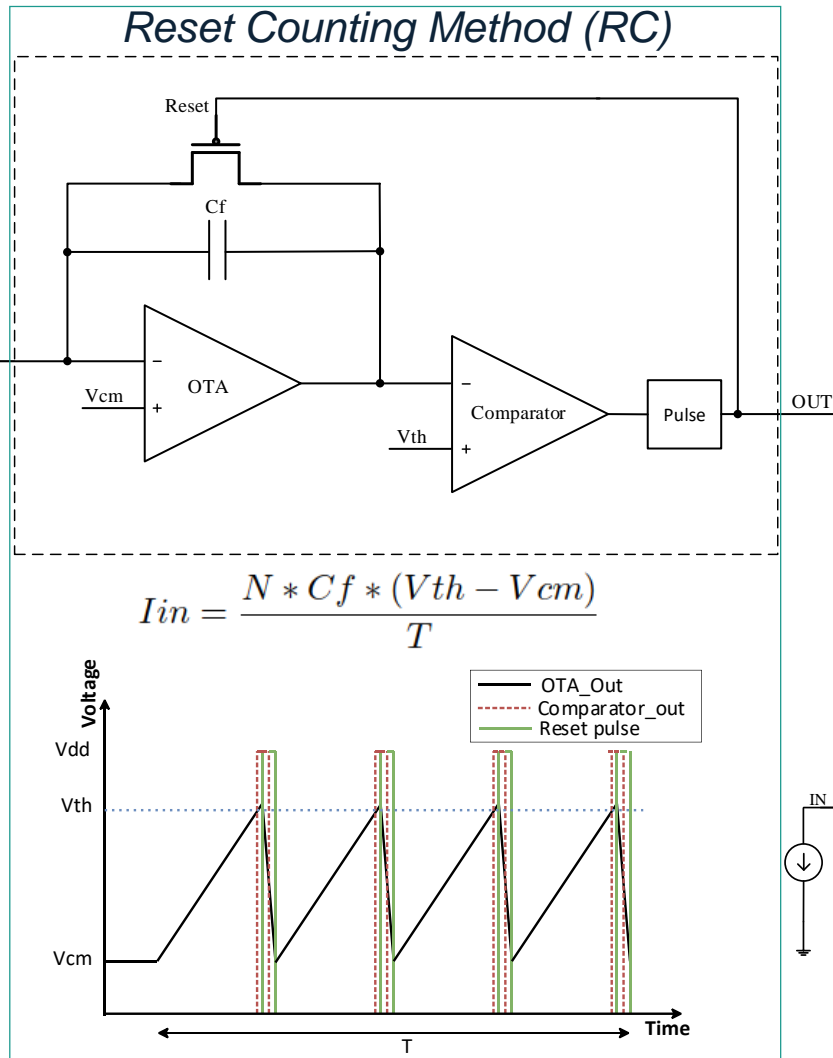 Reset Counting Method (RC)
Reset
Cf
−
OTA
Vcm
+
−
Comparator
Vth
+
Pulse
OUT
Iin = N * Cf * (Vth − Vcm) / T
OTA_Out
Comparator_out
Reset pulse
Voltage
Vdd
Vth
IN
Vcm
Time
T